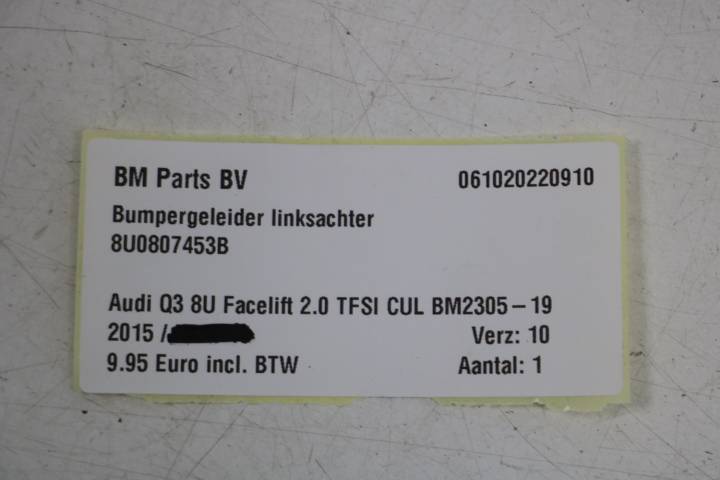 BM Parts BV 061020220910
Bumpergeleider linksachter
8U0807453B
Audi Q3 8U Facelift 2.0 TFSI CUL BM2305-19
2015 / Verz: 10
9.95 Euro incl. BTW Aantal: 1